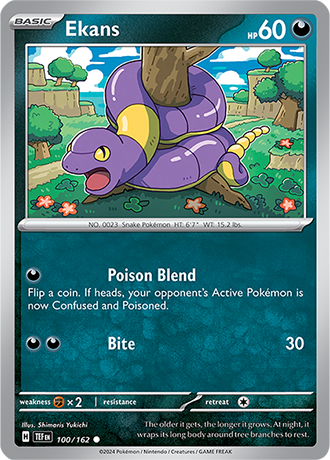 BASIC Ekans HP 60
NO. 0023 Snake Pokémon HT: 6'7" WT: 15.2 lbs.
Poison Blend
Flip a coin. If heads, your opponent's Active Pokémon is
now Confused and Poisoned.
Bite 30
weakness ×2 resistance retreat
Illus. Shimaris Yukichi
H TEF EN 100/162
The older it gets, the longer it grows. At night, it
wraps its long body around tree branches to rest.
©2024 Pokémon / Nintendo / Creatures / GAME FREAK